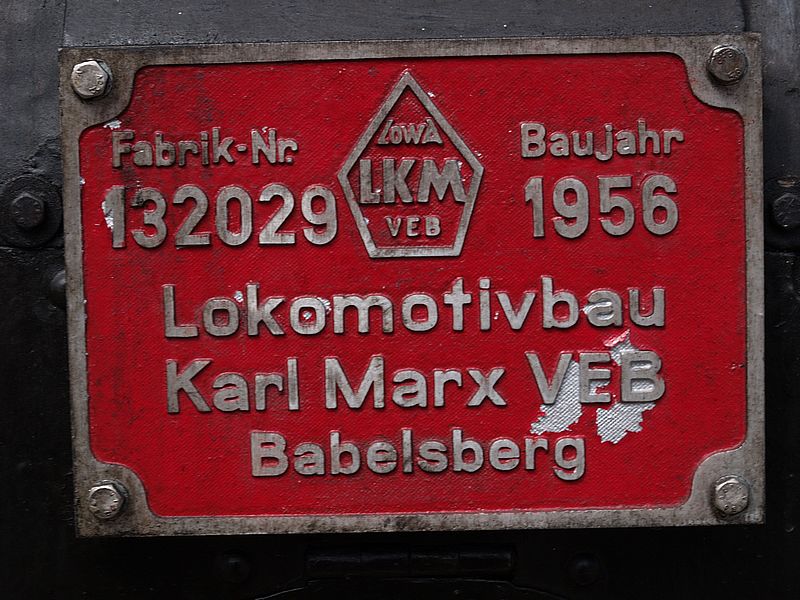 Fabrik-Nr.
132029
LOWA
LKM
VEB
Baujahr
1956
Lokomotivbau
Karl Marx VEB
Babelsberg